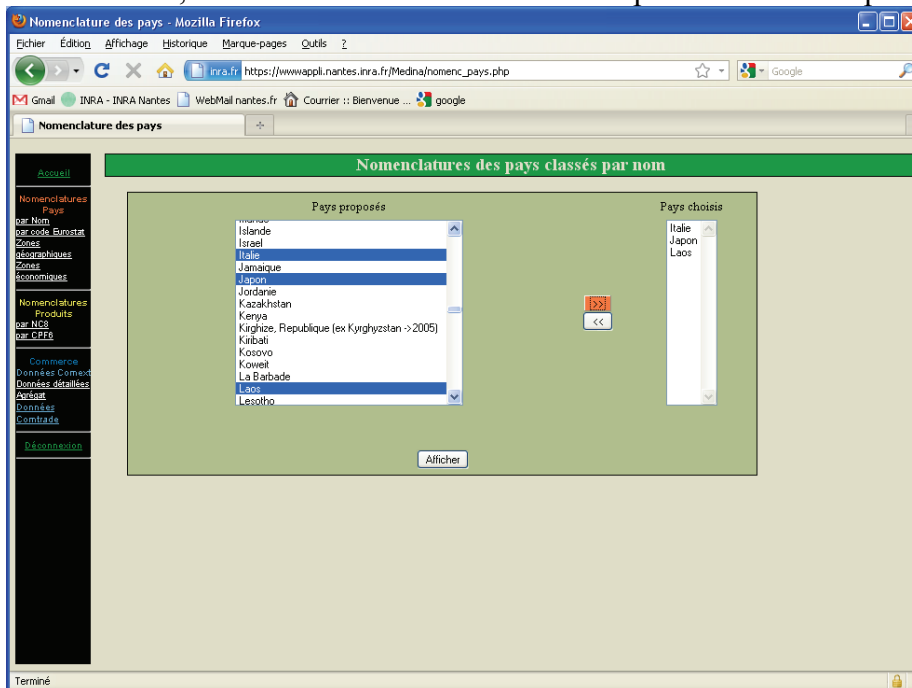 Nomenclature des pays - Mozilla Firefox
Fichier Édition Affichage Historique Marque-pages Outils ?
inra.fr https://wwwappli.nantes.inra.fr/Medina/nomenc_pays.php
Google
Gmail INRA - INRA Nantes WebMail nantes.fr Courrier :: Bienvenue ... google
Nomenclature des pays
Nomenclatures des pays classés par nom
Accueil
Nomenclatures
Pays
par Nom
par code Eurostat
Zones
géographiques
Zones
économiques
Nomenclatures
Produits
par NC8
par CPF6
Commerce
Données Comext
Données détaillées
Agrégat
Données
Comtrade
Déconnexion
Pays proposés
Islande
Israel
Italie
Jamaique
Japon
Jordanie
Kazakhstan
Kenya
Kirghize, Republique (ex Kyrghyzstan ->2005)
Kiribati
Kosovo
Koweit
La Barbade
Laos
Lesotho
>>
<<
Pays choisis
Italie
Japon
Laos
Afficher
Terminé